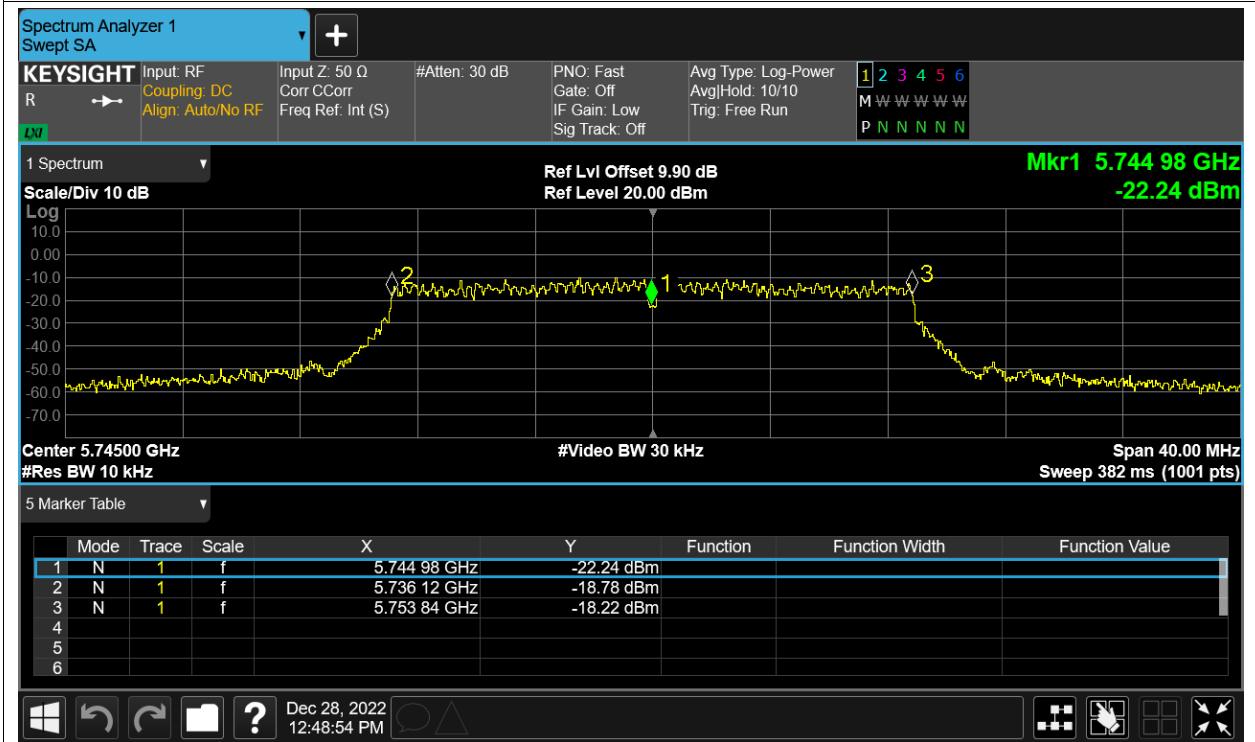 Spectrum Analyzer 1
Swept SA
+
KEYSIGHT
R
LXI
Input: RF
Coupling: DC
Align: Auto/No RF
Input Z: 50 Ω
Corr CCorr
Freq Ref: Int (S)
#Atten: 30 dB
PNO: Fast
Gate: Off
IF Gain: Low
Sig Track: Off
Avg Type: Log-Power
Avg|Hold: 10/10
Trig: Free Run
1 2 3 4 5 6
M W W W W W
P N N N N N
1 Spectrum
Scale/Div 10 dB
Ref Lvl Offset 9.90 dB
Ref Level 20.00 dBm
Mkr1 5.744 98 GHz
-22.24 dBm
Log
10.0
0.00
-10.0
-20.0
-30.0
-40.0
-50.0
-60.0
-70.0
2
1
3
Center 5.74500 GHz
#Res BW 10 kHz
#Video BW 30 kHz
Span 40.00 MHz
Sweep 382 ms (1001 pts)
5 Marker Table
Mode Trace Scale X Y Function Function Width Function Value
1 N 1 f 5.744 98 GHz -22.24 dBm
2 N 1 f 5.736 12 GHz -18.78 dBm
3 N 1 f 5.753 84 GHz -18.22 dBm
4
5
6
?
Dec 28, 2022
12:48:54 PM